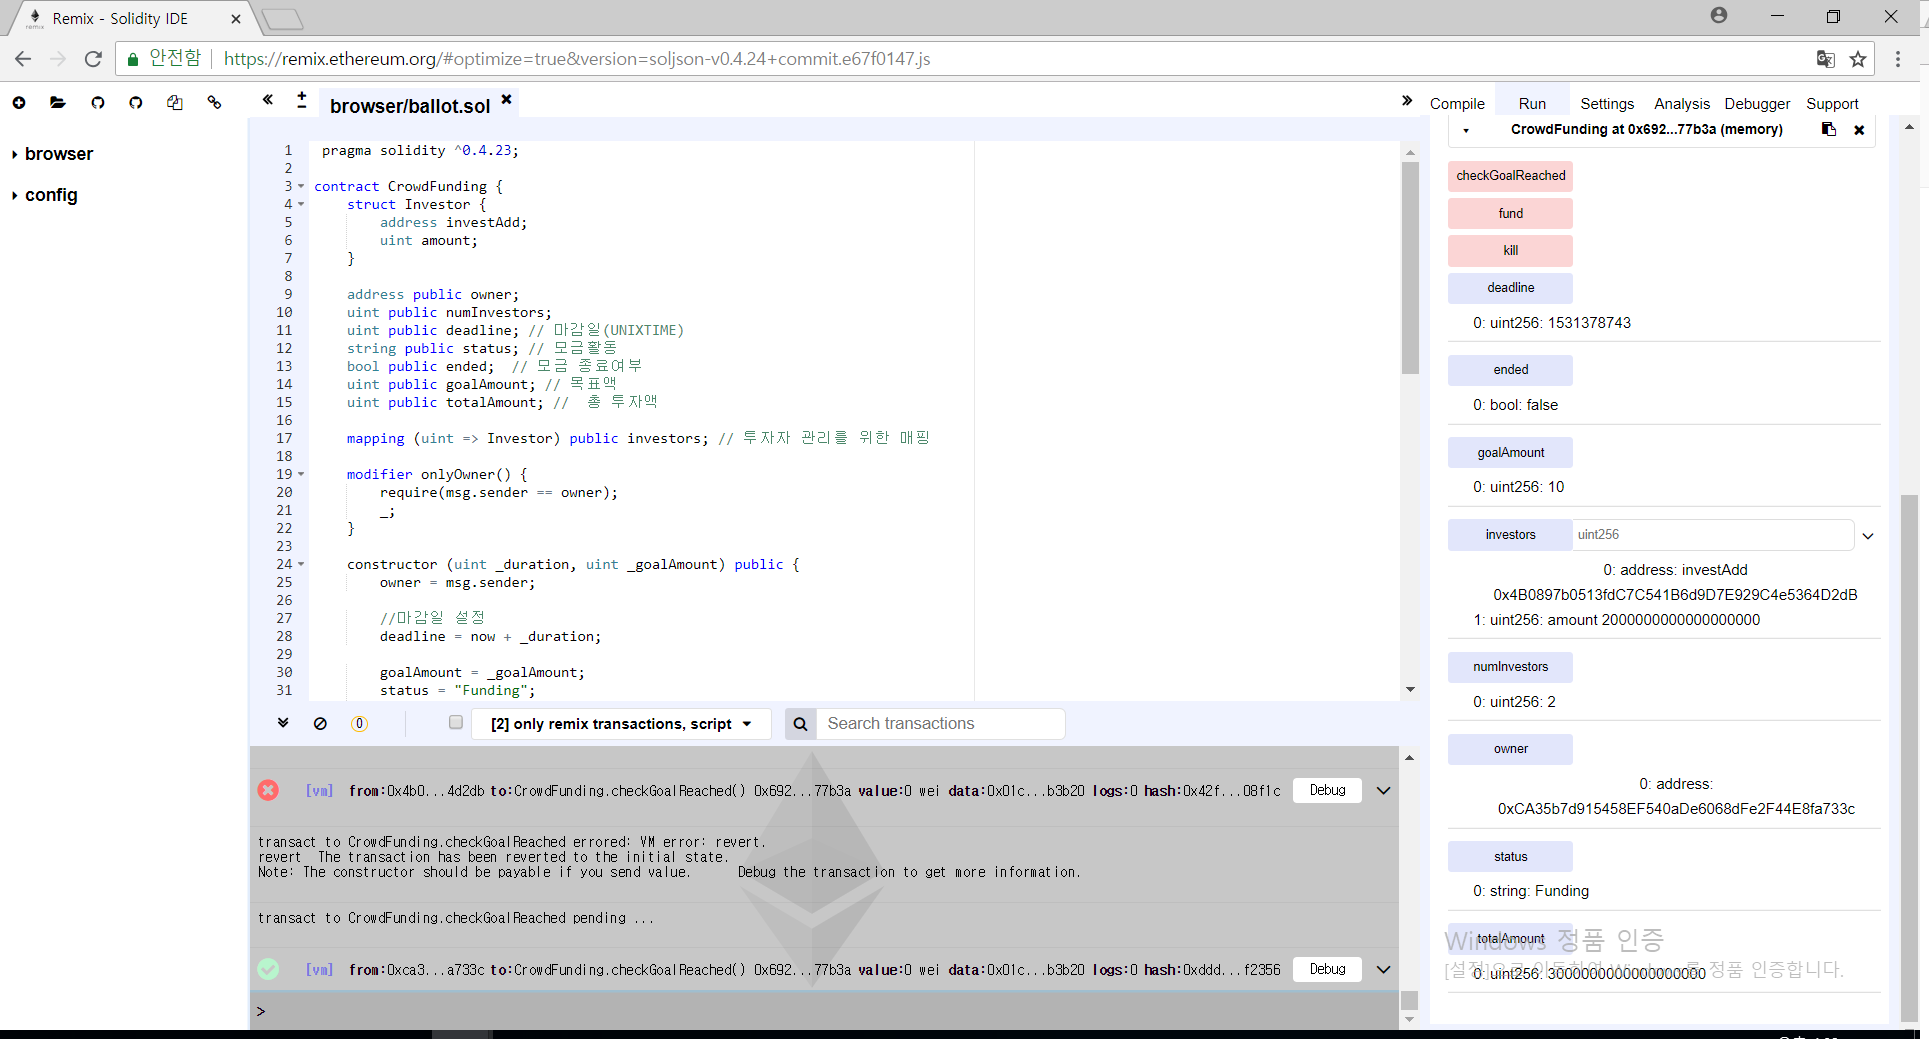 Remix - Solidity IDE
안전함
https://remix.ethereum.org/#optimize=true&version=soljson-v0.4.24+commit.e67f0147.js
browser
config
browser/ballot.sol
1 pragma solidity ^0.4.23;
2
3 contract CrowdFunding {
4 struct Investor {
5 address investAdd;
6 uint amount;
7 }
8
9 address public owner;
10 uint public numInvestors;
11 uint public deadline; // 마감일(UNIXTIME)
12 string public status; // 모금활동
13 bool public ended;  // 모금 종료여부
14 uint public goalAmount; // 목표액
15 uint public totalAmount; //  총 투자액
16
17 mapping (uint => Investor) public investors; // 투자자 관리를 위한 매핑
18
19 modifier onlyOwner() {
20 require(msg.sender == owner);
21 _;
22 }
23
24 constructor (uint _duration, uint _goalAmount) public {
25 owner = msg.sender;
26
27 //마감일 설정
28 deadline = now + _duration;
29
30 goalAmount = _goalAmount;
31 status = "Funding";
0
[2] only remix transactions, script
Search transactions
[vm] from:0x4b0...4d2db to:CrowdFunding.checkGoalReached() 0x692...77b3a value:0 wei data:0x01c...b3b20 logs:0 hash:0x42f...08f1c Debug
transact to CrowdFunding.checkGoalReached errored: VM error: revert.
revert  The transaction has been reverted to the initial state.
Note: The constructor should be payable if you send value.      Debug the transaction to get more information.
transact to CrowdFunding.checkGoalReached pending ...
[vm] from:0xca3...a733c to:CrowdFunding.checkGoalReached() 0x692...77b3a value:0 wei data:0x01c...b3b20 logs:0 hash:0xddd...f2356 Debug
>
Compile Run Settings Analysis Debugger Support
CrowdFunding at 0x692...77b3a (memory)
checkGoalReached
fund
kill
deadline
0: uint256: 1531378743
ended
0: bool: false
goalAmount
0: uint256: 10
investors uint256
0: address: investAdd
0x4B0897b0513fdC7C541B6d9D7E929C4e5364D2dB
1: uint256: amount 2000000000000000000
numInvestors
0: uint256: 2
owner
0: address:
0xCA35b7d915458EF540aDe6068dFe2F44E8fa733c
status
0: string: Funding
totalAmount
Windows 정품 인증
0: uint256: 3000000000000000000
[설정]으로 이동하여 Windows를 정품 인증합니다.